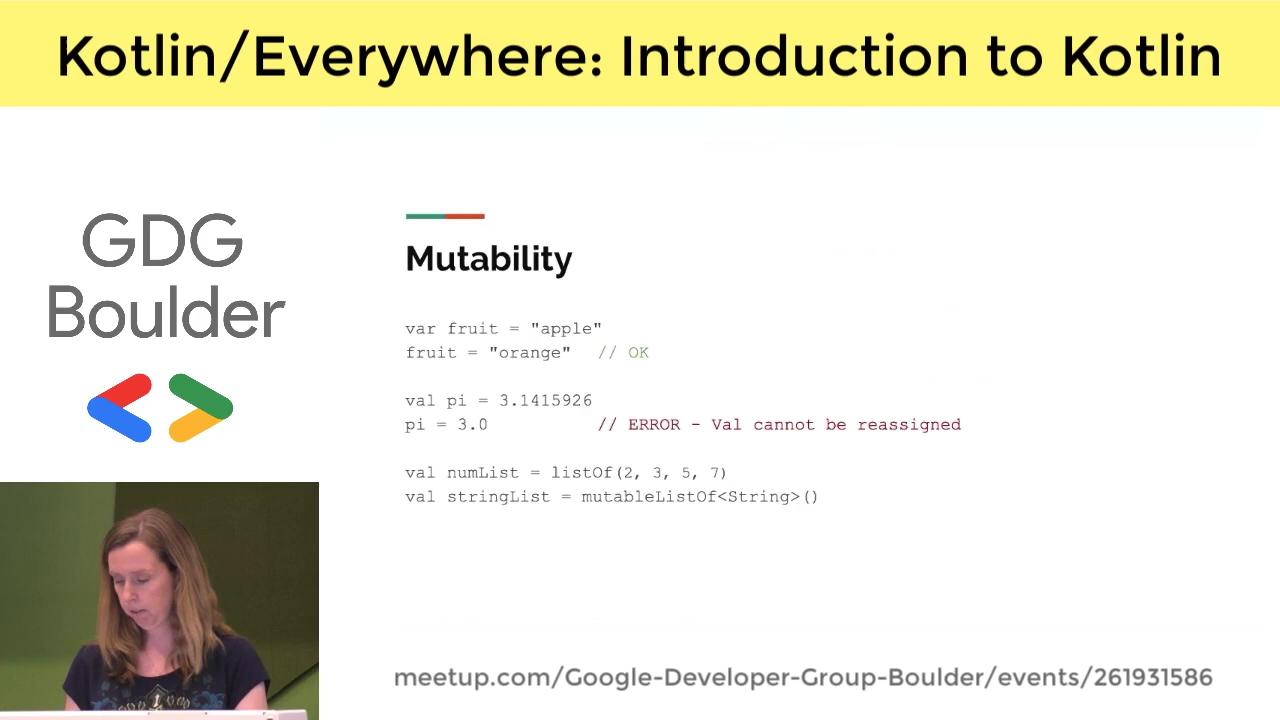 Kotlin/Everywhere: Introduction to Kotlin
GDG
Boulder
Mutability
var fruit = "apple"
fruit = "orange" // OK
val pi = 3.1415926
pi = 3.0 // ERROR - Val cannot be reassigned
val numList = listOf(2, 3, 5, 7)
val stringList = mutableListOf<String>()
meetup.com/Google-Developer-Group-Boulder/events/261931586